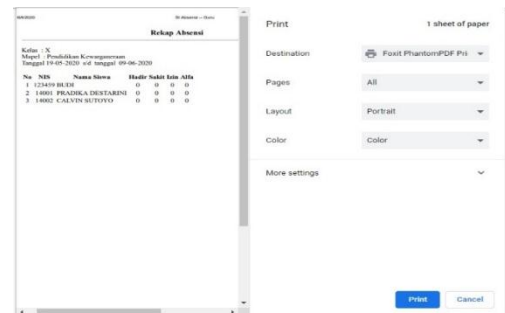 SI Absensi – Guru
Rekap Absensi
Kelas : X
Mapel : Pendidikan Kewarganegaraan
Tanggal 19-05-2020 s/d tanggal 09-06-2020
No NIS Nama Siswa Hadir Sakit Izin Alfa
1 123459 BUDI 0 0 0 0
2 14001 PRADIKA DESTARINI 0 0 0 0
3 14002 CALVIN SUTOYO 0 0 0 0
Print 1 sheet of paper
Destination Foxit PhantomPDF Pri
Pages All
Layout Portrait
Color Color
More settings
Print Cancel